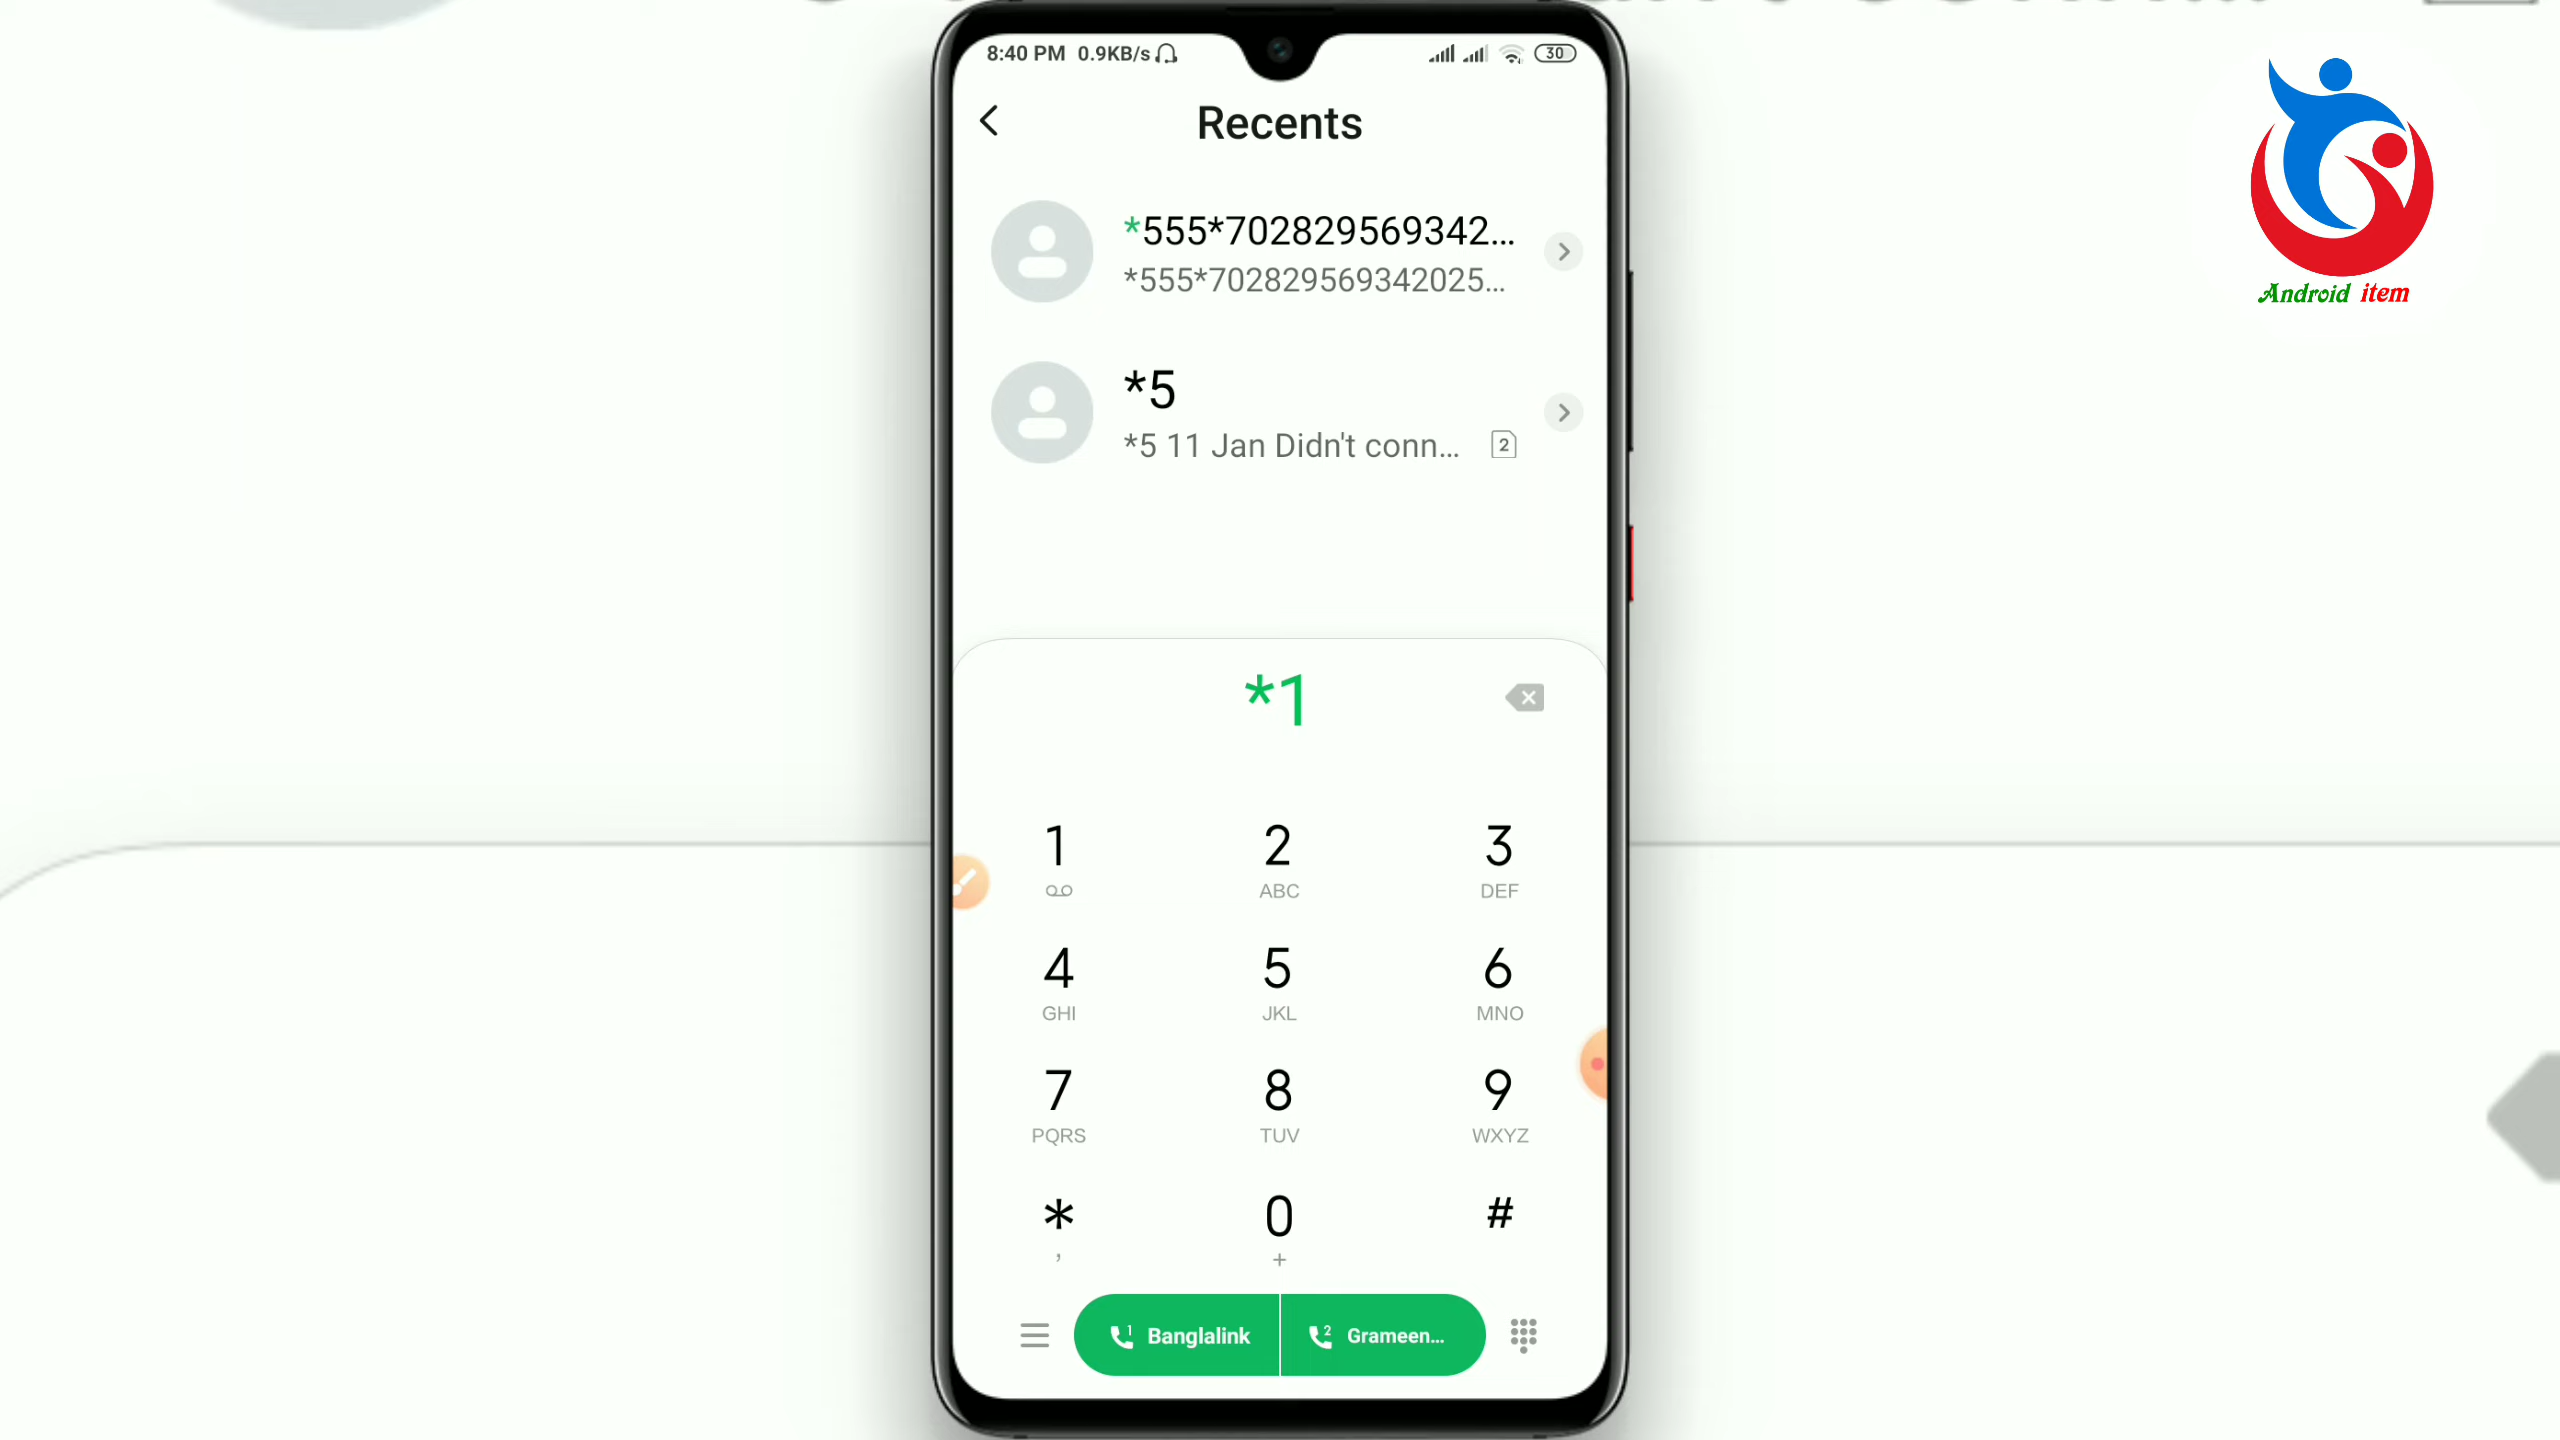 8:40 PM 0.9KB/s
30
Recents
*555*702829569342...
*555*702829569342025...
*5
*5 11 Jan Didn't conn... 2
*1
1 2 3
ABC DEF
4 5 6
GHI JKL MNO
7 8 9
PQRS TUV WXYZ
* 0 #
, +
1 Banglalink 2 Grameen...
Android item